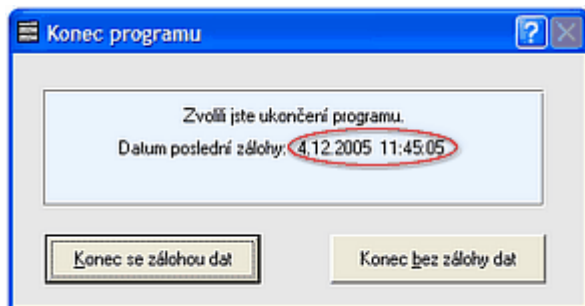 Konec programu
Zvolili jste ukončení programu.
Datum poslední zálohy: 4.12.2005 11:45:05
Konec se zálohou dat
Konec bez zálohy dat